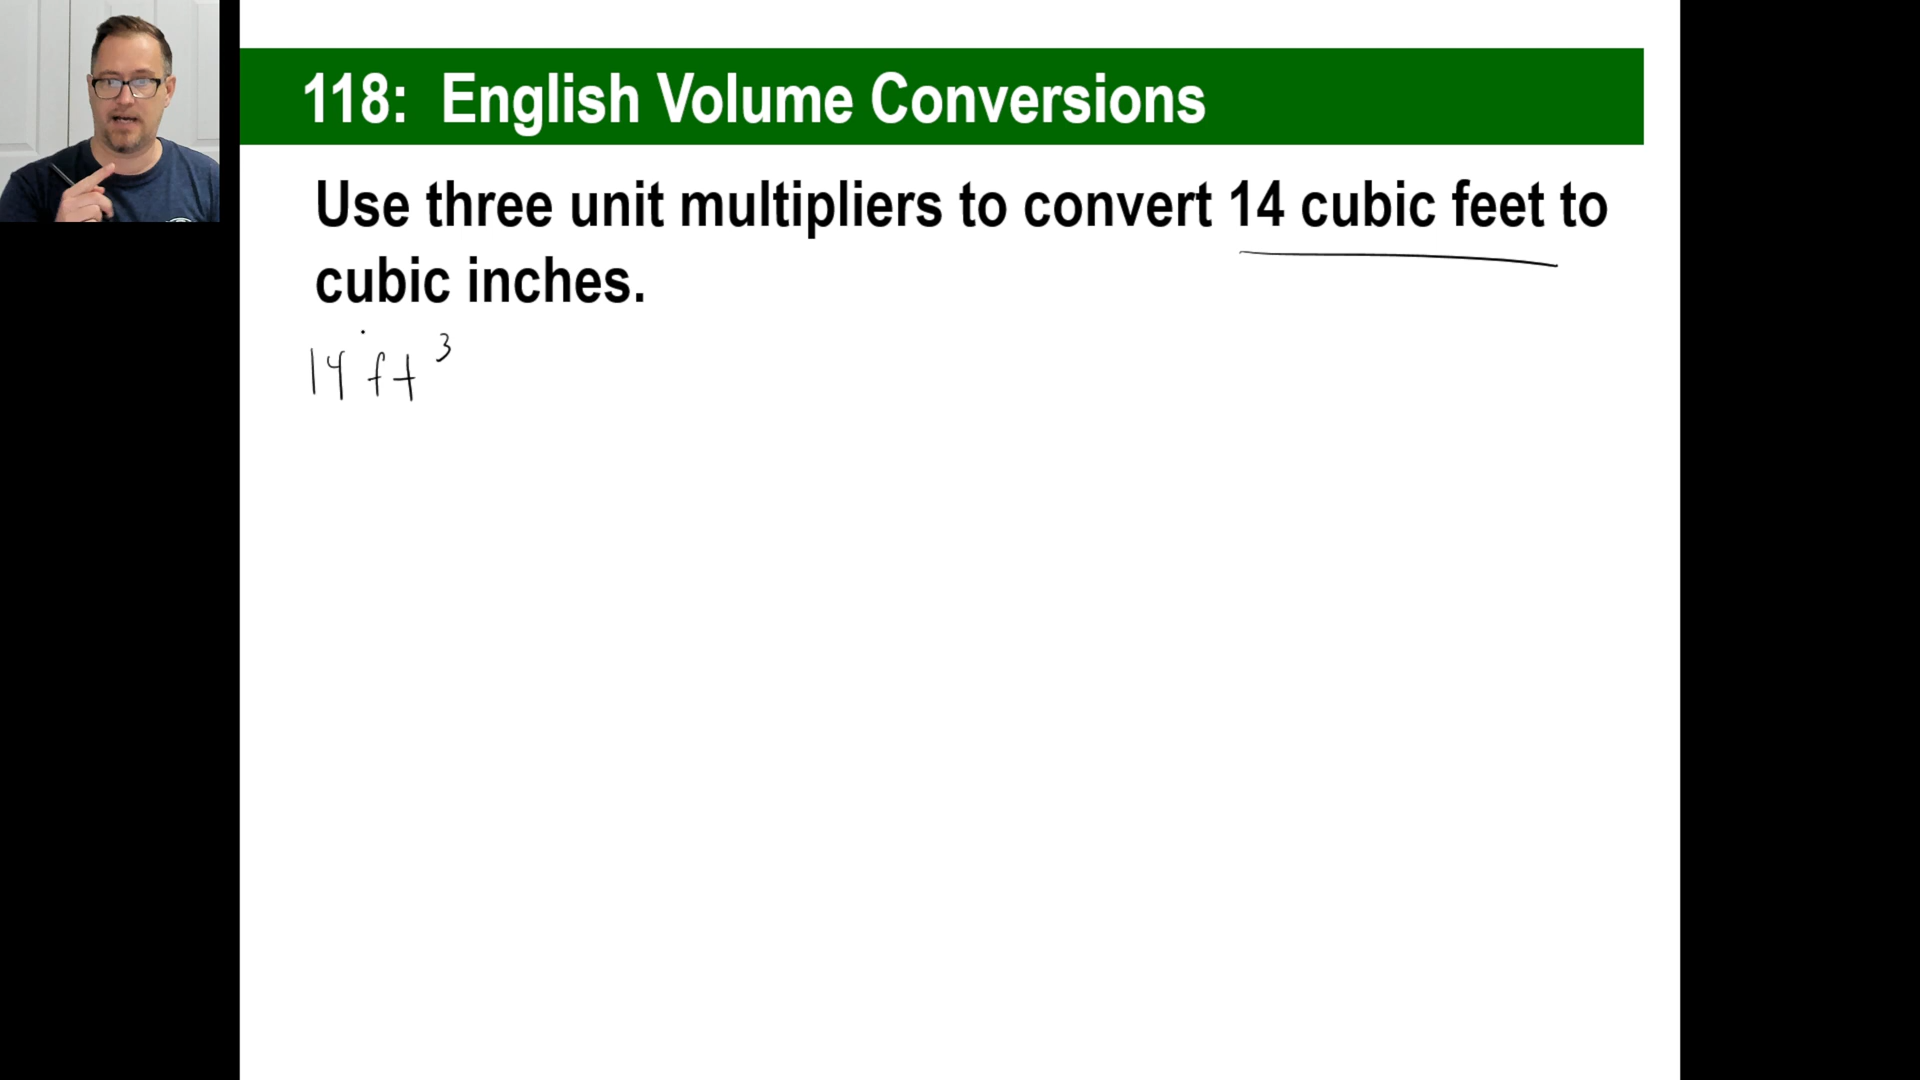 118: English Volume Conversions
Use three unit multipliers to convert 14 cubic feet to
cubic inches.
14 ft³